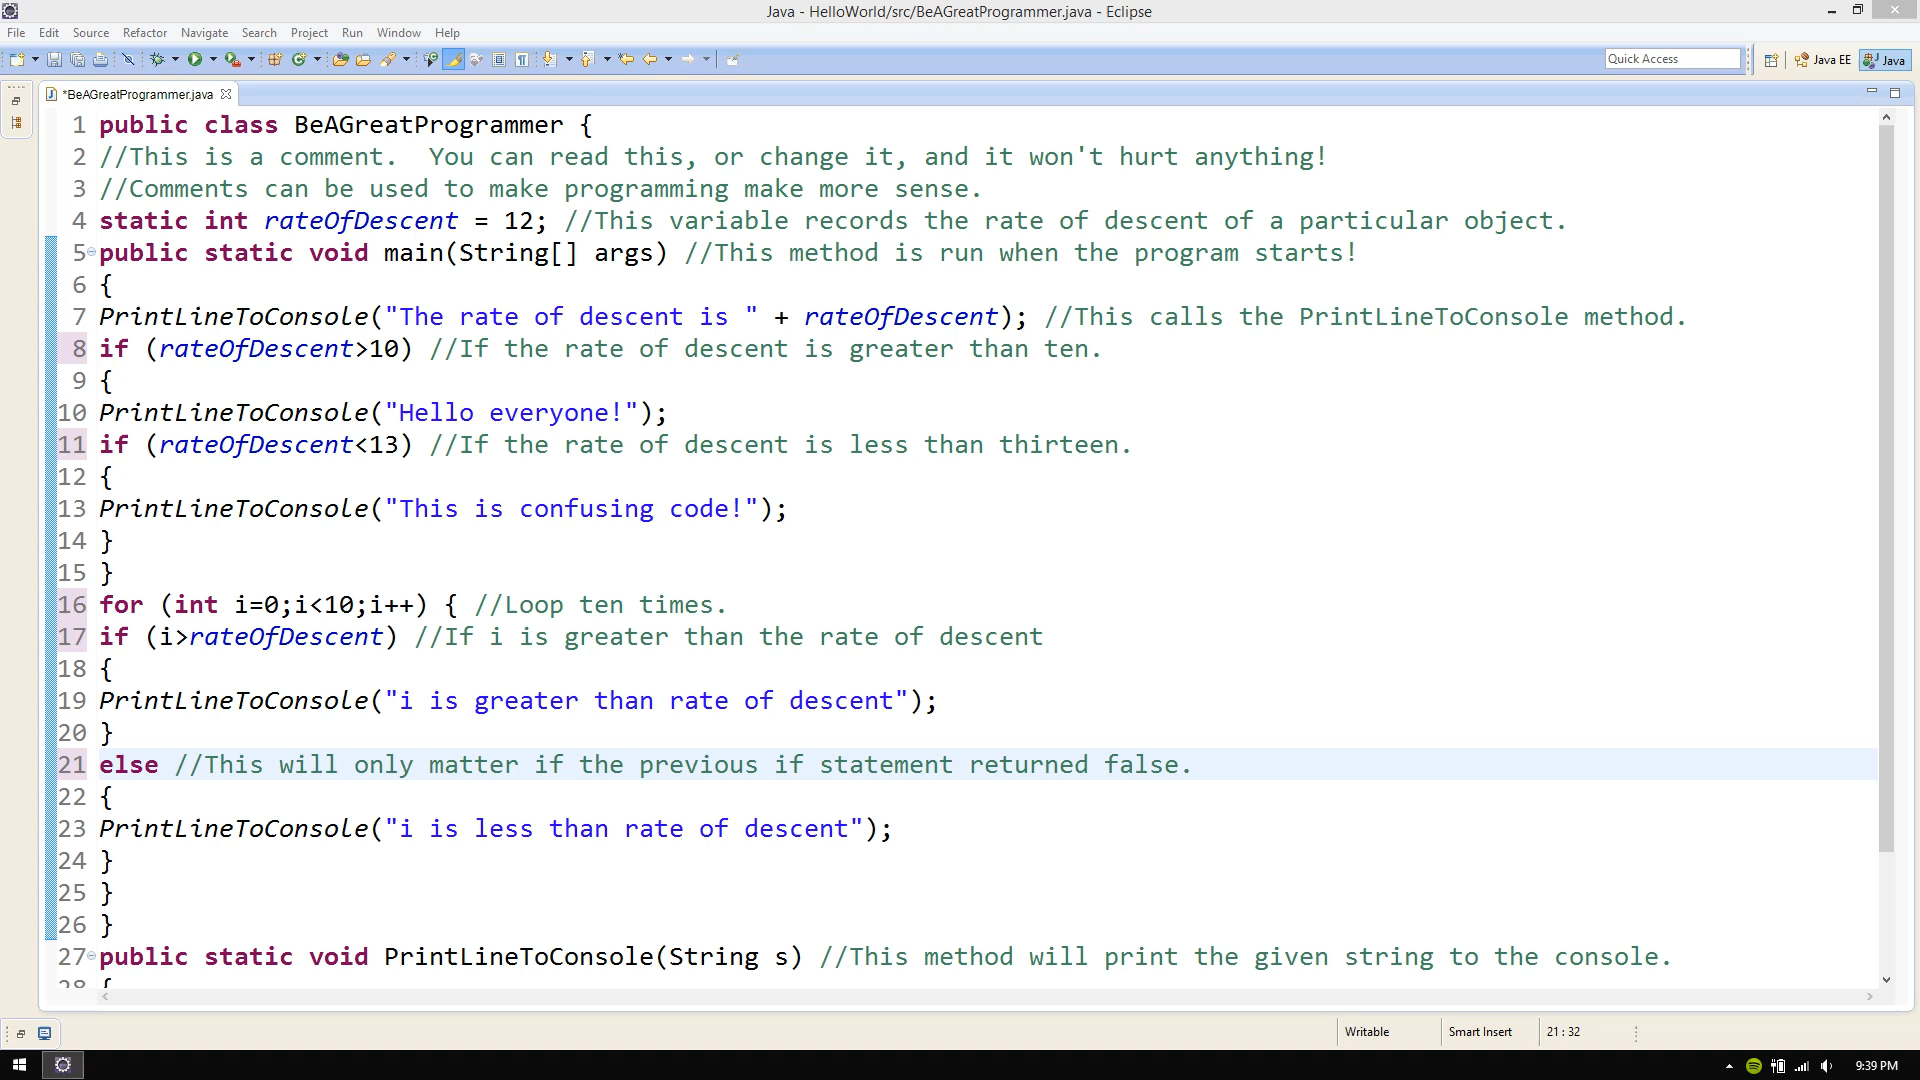 Java - HelloWorld/src/BeAGreatProgrammer.java - Eclipse
File Edit Source Refactor Navigate Search Project Run Window Help
Quick Access Java EE Java
*BeAGreatProgrammer.java
1 public class BeAGreatProgrammer {
2 //This is a comment.  You can read this, or change it, and it won't hurt anything!
3 //Comments can be used to make programming make more sense.
4 static int rateOfDescent = 12; //This variable records the rate of descent of a particular object.
5 public static void main(String[] args) //This method is run when the program starts!
6 {
7 PrintLineToConsole("The rate of descent is " + rateOfDescent); //This calls the PrintLineToConsole method.
8 if (rateOfDescent>10) //If the rate of descent is greater than ten.
9 {
10 PrintLineToConsole("Hello everyone!");
11 if (rateOfDescent<13) //If the rate of descent is less than thirteen.
12 {
13 PrintLineToConsole("This is confusing code!");
14 }
15 }
16 for (int i=0;i<10;i++) { //Loop ten times.
17 if (i>rateOfDescent) //If i is greater than the rate of descent
18 {
19 PrintLineToConsole("i is greater than rate of descent");
20 }
21 else //This will only matter if the previous if statement returned false.
22 {
23 PrintLineToConsole("i is less than rate of descent");
24 }
25 }
26 }
27 public static void PrintLineToConsole(String s) //This method will print the given string to the console.
28 {
Writable Smart Insert 21 : 32
9:39 PM